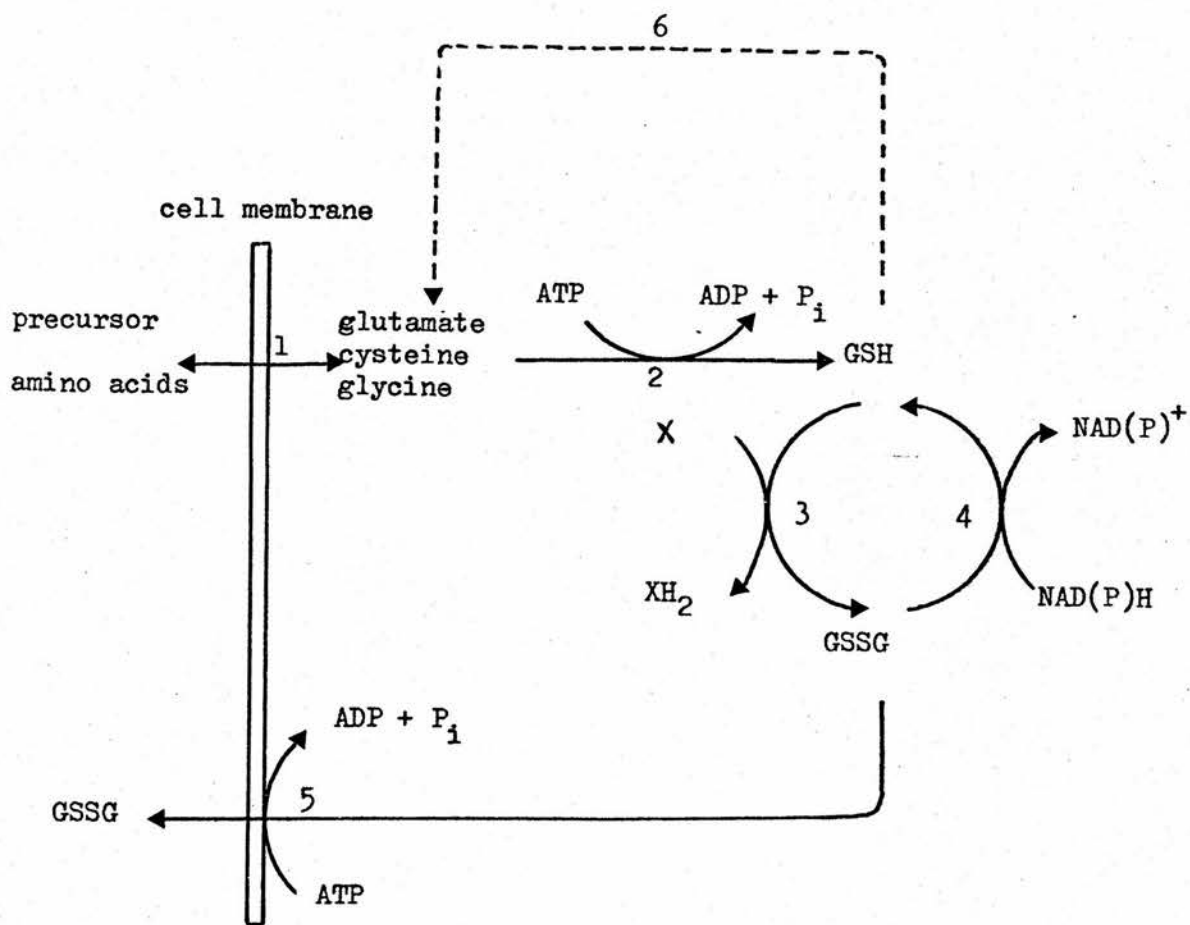 6
cell membrane
precursor
amino acids
1
glutamate
cysteine
glycine
ATP
ADP + Pi
2
GSH
X
3
4
NAD(P)+
XH2
NAD(P)H
GSSG
ADP + Pi
5
GSSG
ATP